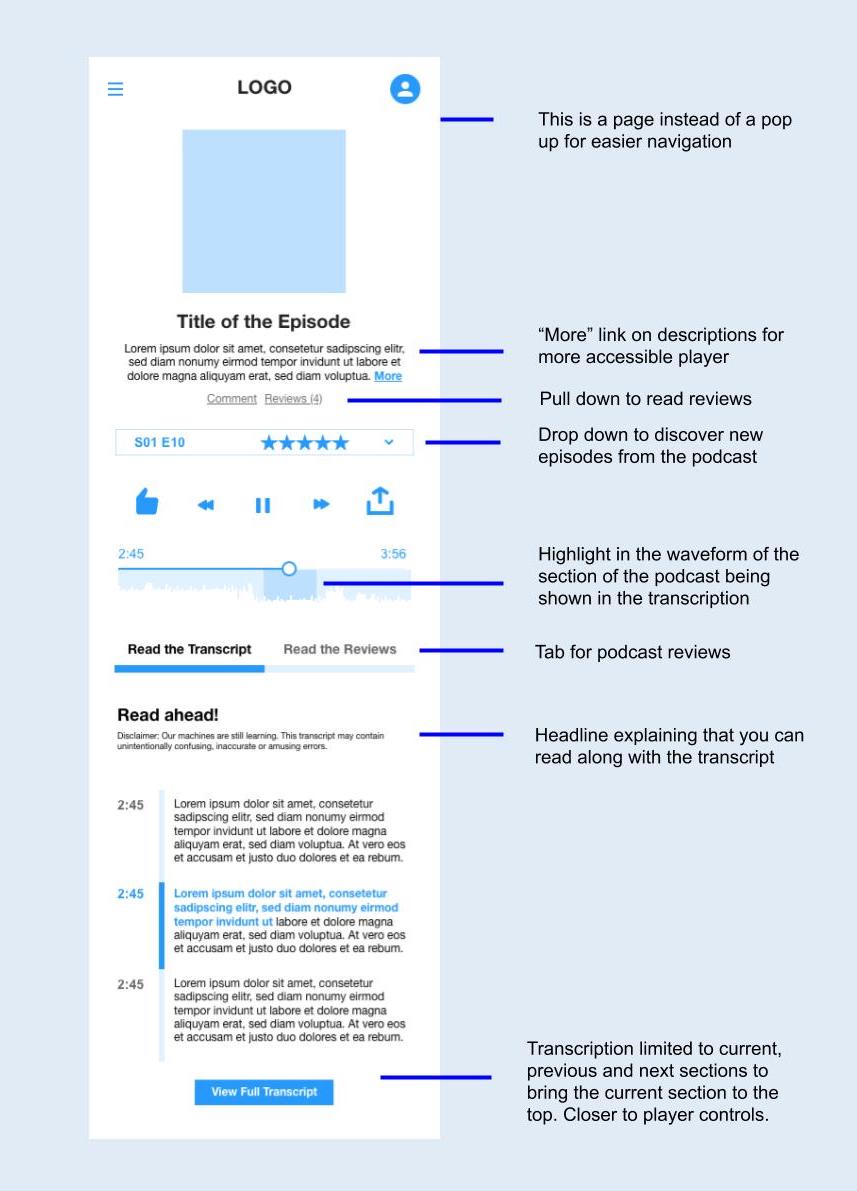 LOGO
This is a page instead of a pop
up for easier navigation
Title of the Episode
Lorem ipsum dolor sit amet, consetetur sadipscing elitr,
sed diam nonumy eirmod tempor invidunt ut labore et
dolore magna aliquyam erat, sed diam voluptua. More
“More” link on descriptions for
more accessible player
Comment Reviews (4)
Pull down to read reviews
S01 E10
Drop down to discover new
episodes from the podcast
2:45 3:56
Highlight in the waveform of the
section of the podcast being
shown in the transcription
Read the Transcript Read the Reviews
Tab for podcast reviews
Read ahead!
Disclaimer: Our machines are still learning. This transcript may contain
unintentionally confusing, inaccurate or amusing errors.
Headline explaining that you can
read along with the transcript
2:45
Lorem ipsum dolor sit amet, consetetur
sadipscing elitr, sed diam nonumy eirmod
tempor invidunt ut labore et dolore magna
aliquyam erat, sed diam voluptua. At vero eos
et accusam et justo duo dolores et ea rebum.
2:45
Lorem ipsum dolor sit amet, consetetur
sadipscing elitr, sed diam nonumy eirmod
tempor invidunt ut labore et dolore magna
aliquyam erat, sed diam voluptua. At vero eos
et accusam et justo duo dolores et ea rebum.
2:45
Lorem ipsum dolor sit amet, consetetur
sadipscing elitr, sed diam nonumy eirmod
tempor invidunt ut labore et dolore magna
aliquyam erat, sed diam voluptua. At vero eos
et accusam et justo duo dolores et ea rebum.
View Full Transcript
Transcription limited to current,
previous and next sections to
bring the current section to the
top. Closer to player controls.